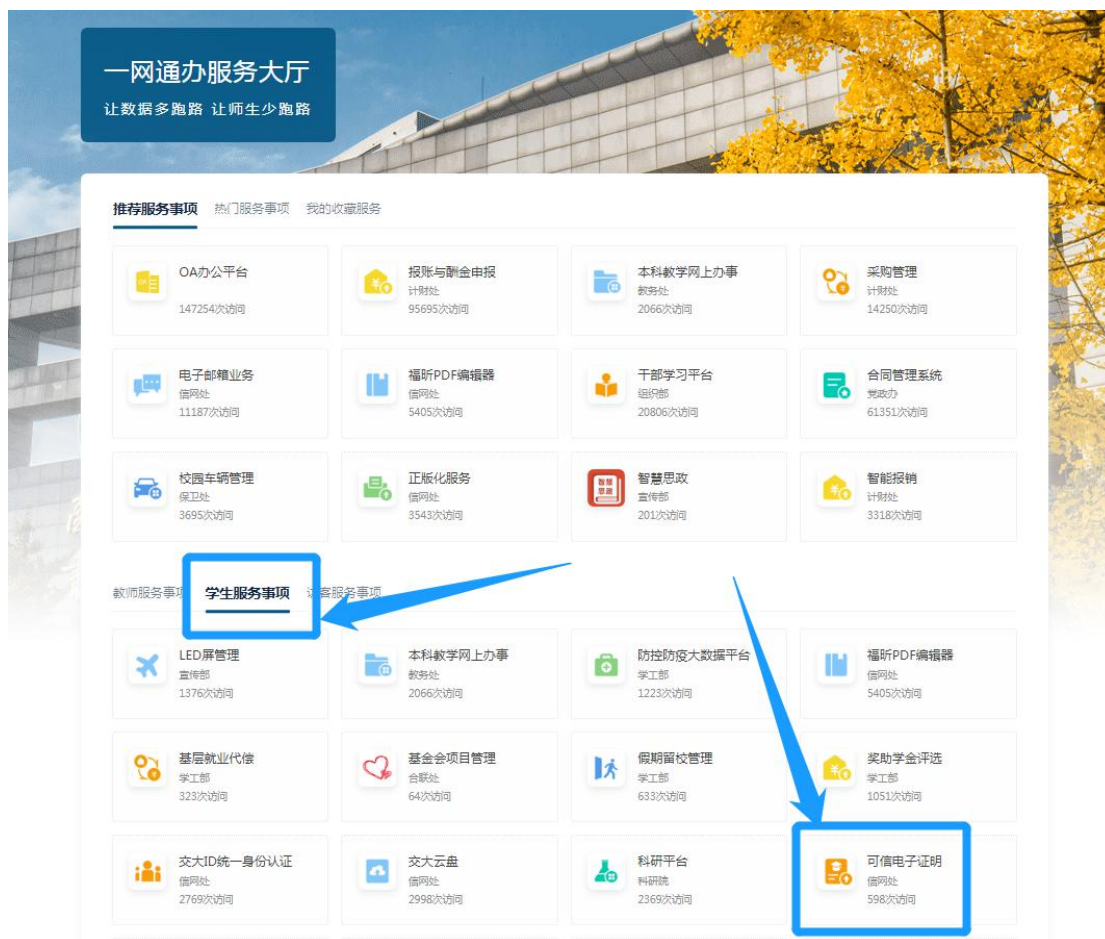 一网通办服务大厅
让数据多跑路 让师生少跑路
推荐服务事项 热门服务事项 我的收藏服务
OA办公平台
147254次访问
报账与酬金申报
计财处
95695次访问
本科教学网上办事
教务处
2066次访问
采购管理
计财处
14250次访问
电子邮箱业务
信网处
11187次访问
福昕PDF编辑器
信网处
5405次访问
干部学习平台
组织部
20806次访问
合同管理系统
党政办
61351次访问
校园车辆管理
保卫处
3695次访问
正版化服务
信网处
3543次访问
智慧思政
智慧思政
宣传部
201次访问
智能报销
计财处
3318次访问
教师服务事项 学生服务事项 访客服务事项
LED屏管理
宣传部
1376次访问
本科教学网上办事
教务处
2066次访问
防控防疫大数据平台
学工部
1223次访问
福昕PDF编辑器
信网处
5405次访问
基层就业代偿
学工部
323次访问
基金会项目管理
合联处
64次访问
假期留校管理
学工部
633次访问
奖助学金评选
学工部
1051次访问
交大ID统一身份认证
信网处
2769次访问
交大云盘
信网处
2998次访问
科研平台
科研院
2369次访问
可信电子证明
信网处
598次访问